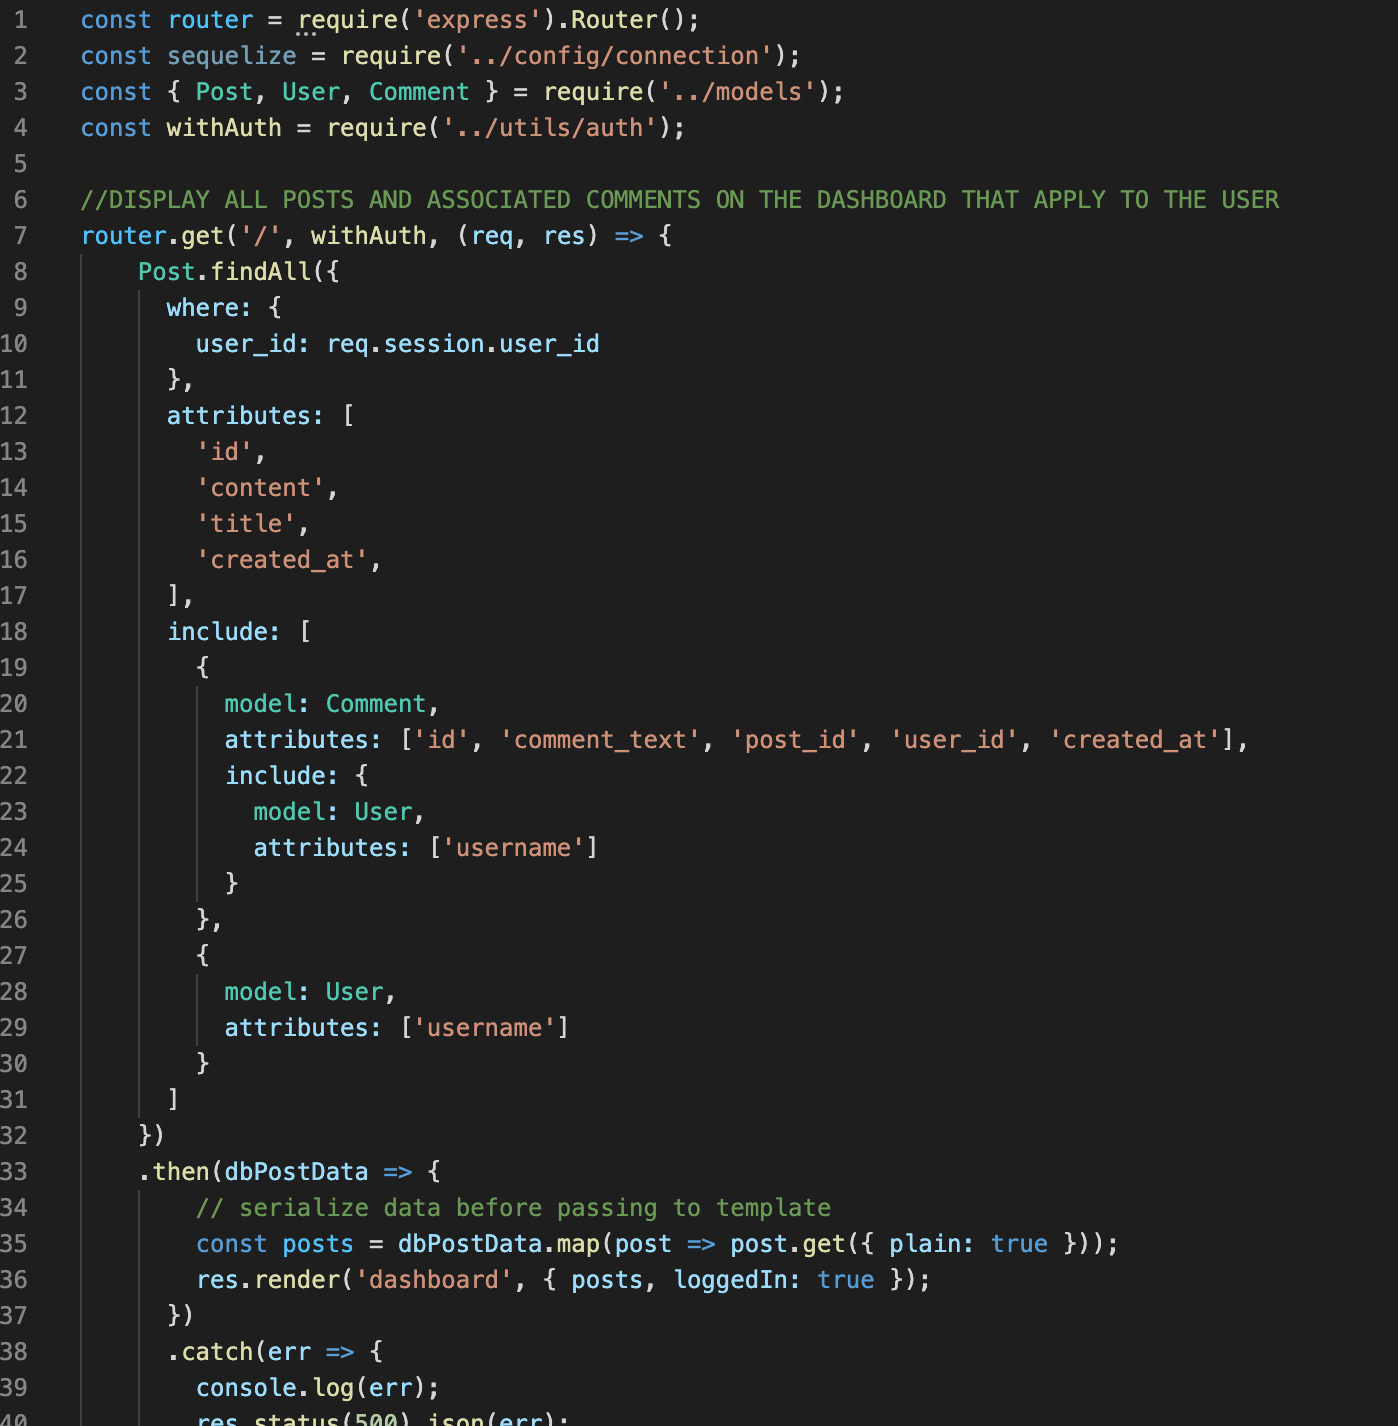 1 const router = require('express').Router();
2 const sequelize = require('../config/connection');
3 const { Post, User, Comment } = require('../models');
4 const withAuth = require('../utils/auth');
5
6 //DISPLAY ALL POSTS AND ASSOCIATED COMMENTS ON THE DASHBOARD THAT APPLY TO THE USER
7 router.get('/', withAuth, (req, res) => {
8     Post.findAll({
9       where: {
10         user_id: req.session.user_id
11       },
12       attributes: [
13         'id',
14         'content',
15         'title',
16         'created_at',
17       ],
18       include: [
19         {
20           model: Comment,
21           attributes: ['id', 'comment_text', 'post_id', 'user_id', 'created_at'],
22           include: {
23             model: User,
24             attributes: ['username']
25           }
26         },
27         {
28           model: User,
29           attributes: ['username']
30         }
31       ]
32     })
33     .then(dbPostData => {
34         // serialize data before passing to template
35         const posts = dbPostData.map(post => post.get({ plain: true }));
36         res.render('dashboard', { posts, loggedIn: true });
37       })
38       .catch(err => {
39         console.log(err);
40         res.status(500).json(err);